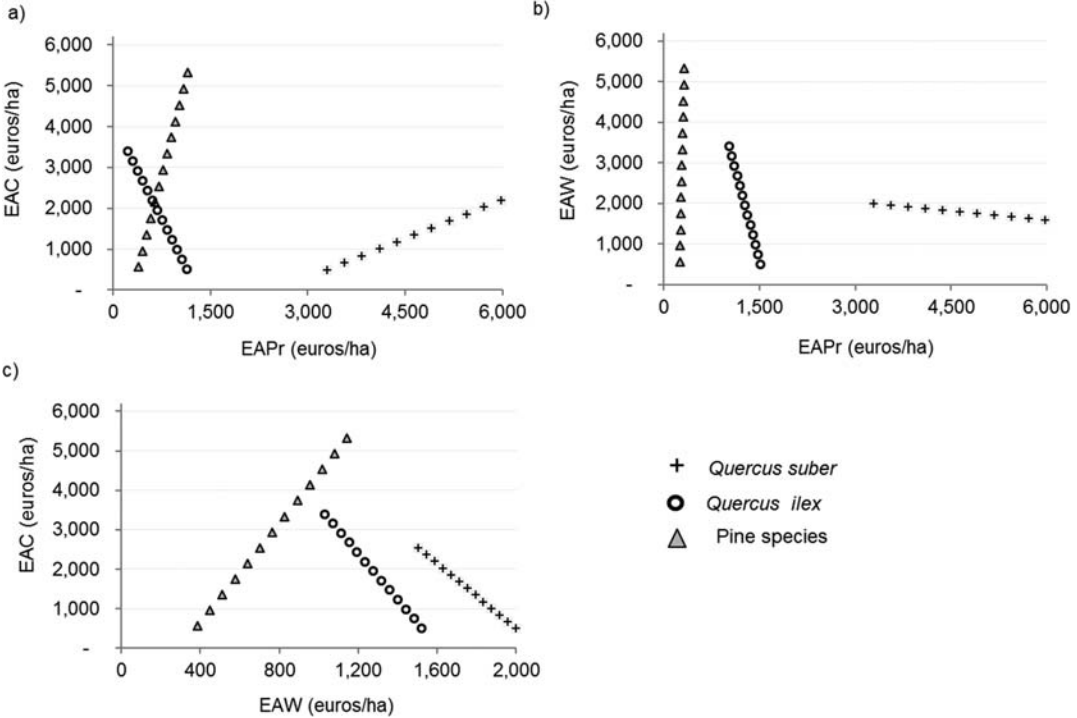 a)
6,000
5,000
4,000
3,000
2,000
1,000
-
EAC (euros/ha)
0 1,500 3,000 4,500 6,000
EAPr (euros/ha)
b)
6,000
5,000
4,000
3,000
2,000
1,000
-
EAW (euros/ha)
0 1,500 3,000 4,500 6,000
EAPr (euros/ha)
c)
6,000
5,000
4,000
3,000
2,000
1,000
-
EAC (euros/ha)
0 400 800 1,200 1,600 2,000
EAW (euros/ha)
Quercus suber
Quercus ilex
Pine species